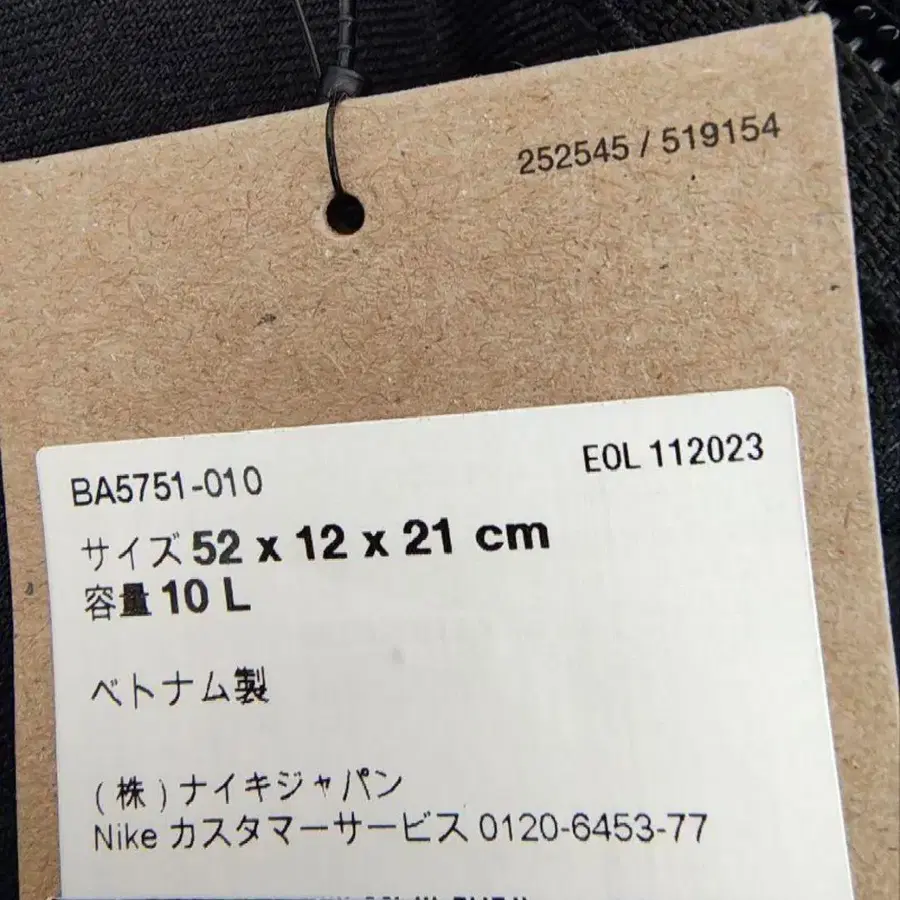 252545 / 519154
BA5751-010
EOL 112023
サイズ 52 x 12 x 21 cm
容量 10 L
ベトナム製
(株)ナイキジャパン
Nike カスタマーサービス 0120-6453-77